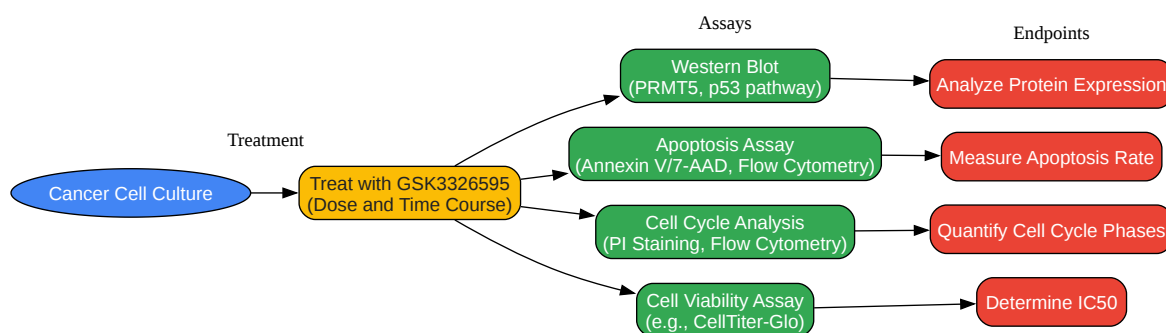 Assays
Endpoints
Treatment
Western Blot
(PRMT5, p53 pathway)
Analyze Protein Expression
Apoptosis Assay
(Annexin V/7-AAD, Flow Cytometry)
Measure Apoptosis Rate
Cancer Cell Culture
Treat with GSK3326595
(Dose and Time Course)
Cell Cycle Analysis
(PI Staining, Flow Cytometry)
Quantify Cell Cycle Phases
Cell Viability Assay
(e.g., CellTiter-Glo)
Determine IC50